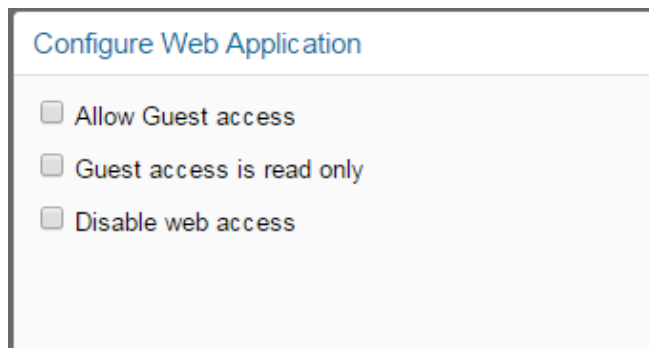 Configure Web Application
Allow Guest access
Guest access is read only
Disable web access